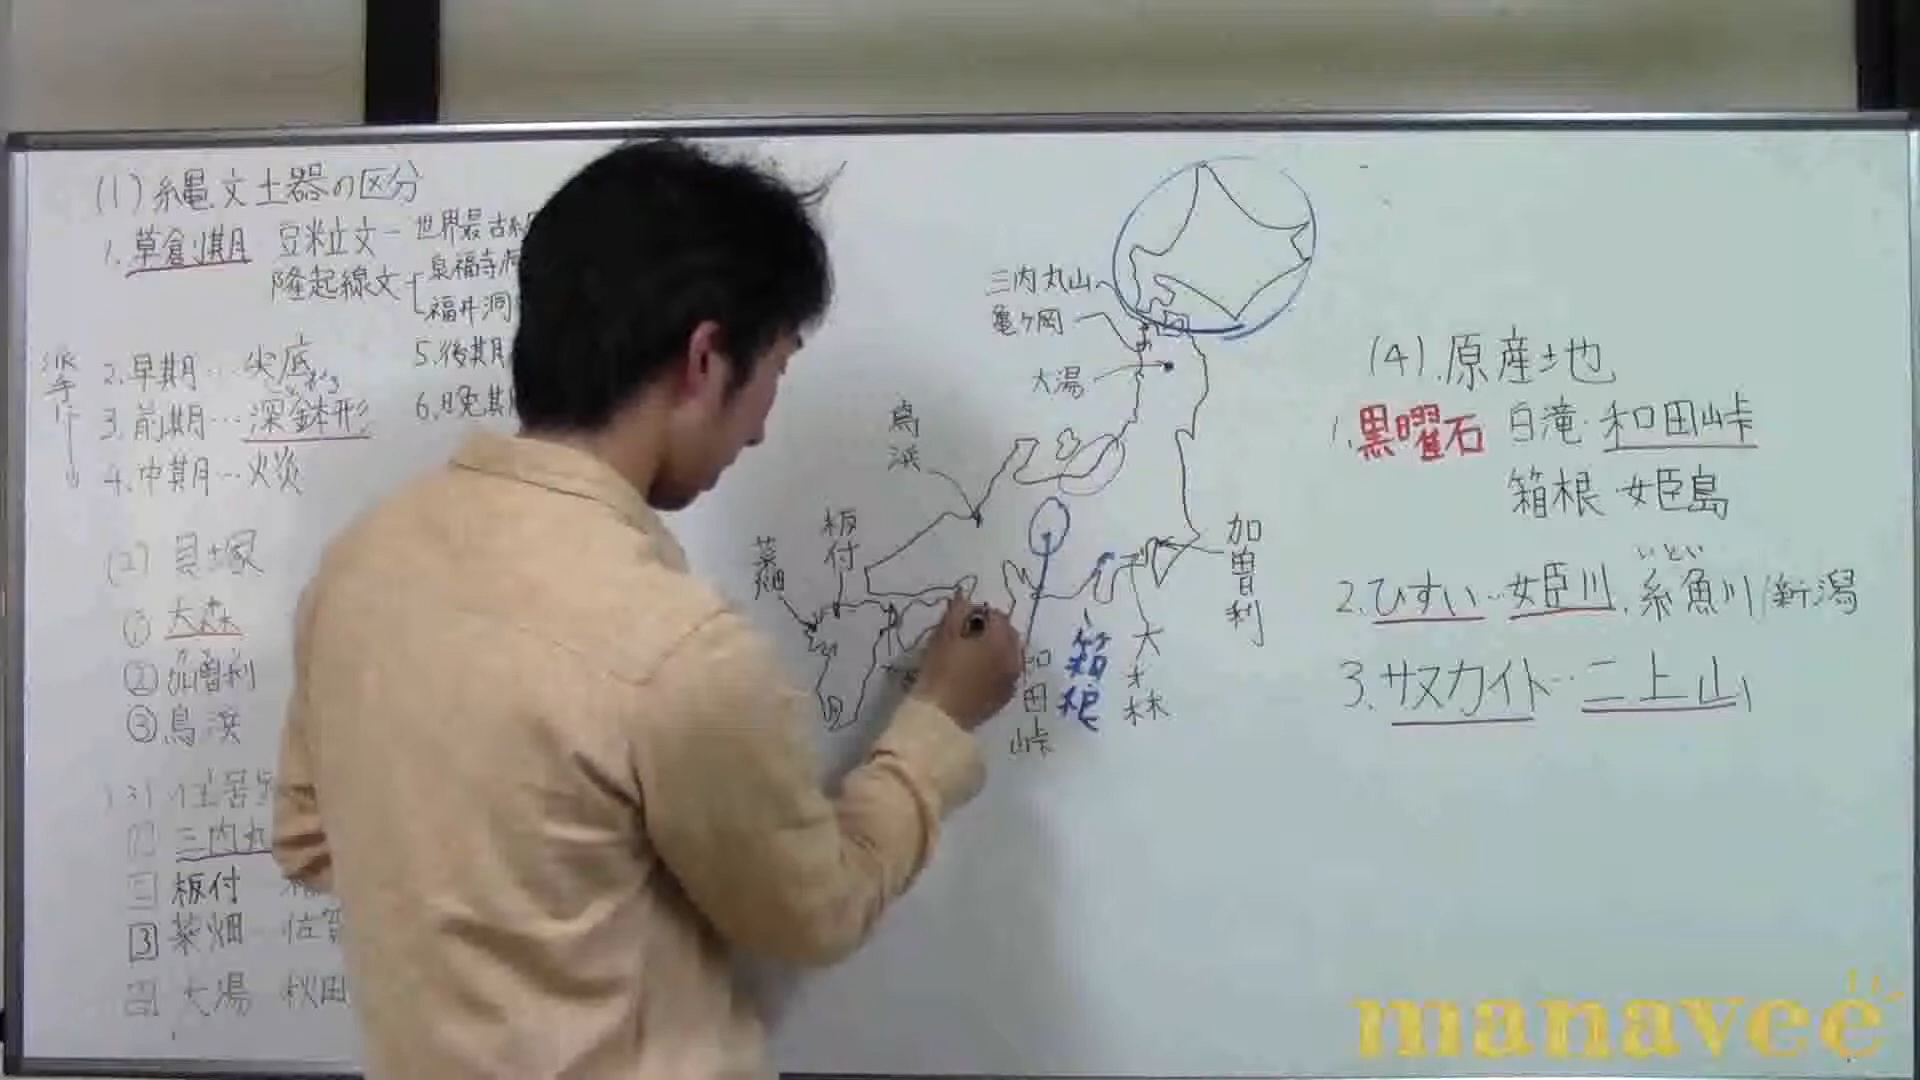 (1)縄文土器の区分
1.草創期 豆粒文-世界最古
隆起線文 泉福寺洞
福井洞
派手
2.早期…尖底
3.前期…深鉢形
4.中期…火炎
5.後期
6.晩期
(2)貝塚
①大森
②加曽利
③鳥浜
(3)住居
三内丸
板付
3 菜畑 佐賀
大湯 秋田
三内丸山
亀ヶ岡
大湯
鳥浜
板付
菜畑
加曽利
大森
箱根
和田峠
(4).原産地
1.黒曜石 白滝・和田峠
箱根 姫島
いとい
2.ひすい…姫川.糸魚川/新潟
3.サヌカイト…二上山
manavee